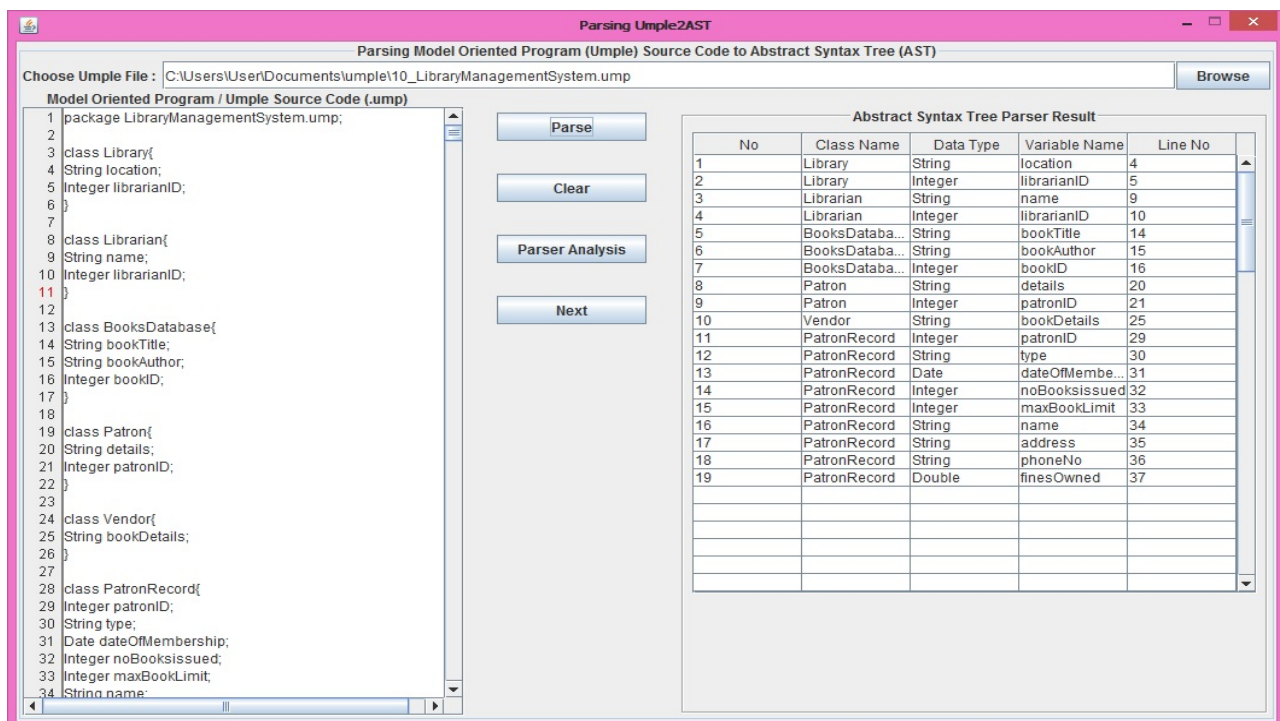 Parsing Umple2AST
Parsing Model Oriented Program (Umple) Source Code to Abstract Syntax Tree (AST)
Choose Umple File : C:\Users\User\Documents\umple\10_LibraryManagementSystem.ump Browse
Model Oriented Program / Umple Source Code (.ump)
1 package LibraryManagementSystem.ump;
2
3 class Library{
4 String location;
5 Integer librarianID;
6 }
7
8 class Librarian{
9 String name;
10 Integer librarianID;
11 }
12
13 class BooksDatabase{
14 String bookTitle;
15 String bookAuthor;
16 Integer bookID;
17 }
18
19 class Patron{
20 String details;
21 Integer patronID;
22 }
23
24 class Vendor{
25 String bookDetails;
26 }
27
28 class PatronRecord{
29 Integer patronID;
30 String type;
31 Date dateOfMembership;
32 Integer noBooksissued;
33 Integer maxBookLimit;
34 String name;
Parse
Clear
Parser Analysis
Next
Abstract Syntax Tree Parser Result
No Class Name Data Type Variable Name Line No
1 Library String location 4
2 Library Integer librarianID 5
3 Librarian String name 9
4 Librarian Integer librarianID 10
5 BooksDataba... String bookTitle 14
6 BooksDataba... String bookAuthor 15
7 BooksDataba... Integer bookID 16
8 Patron String details 20
9 Patron Integer patronID 21
10 Vendor String bookDetails 25
11 PatronRecord Integer patronID 29
12 PatronRecord String type 30
13 PatronRecord Date dateOfMembe... 31
14 PatronRecord Integer noBooksissued 32
15 PatronRecord Integer maxBookLimit 33
16 PatronRecord String name 34
17 PatronRecord String address 35
18 PatronRecord String phoneNo 36
19 PatronRecord Double finesOwned 37